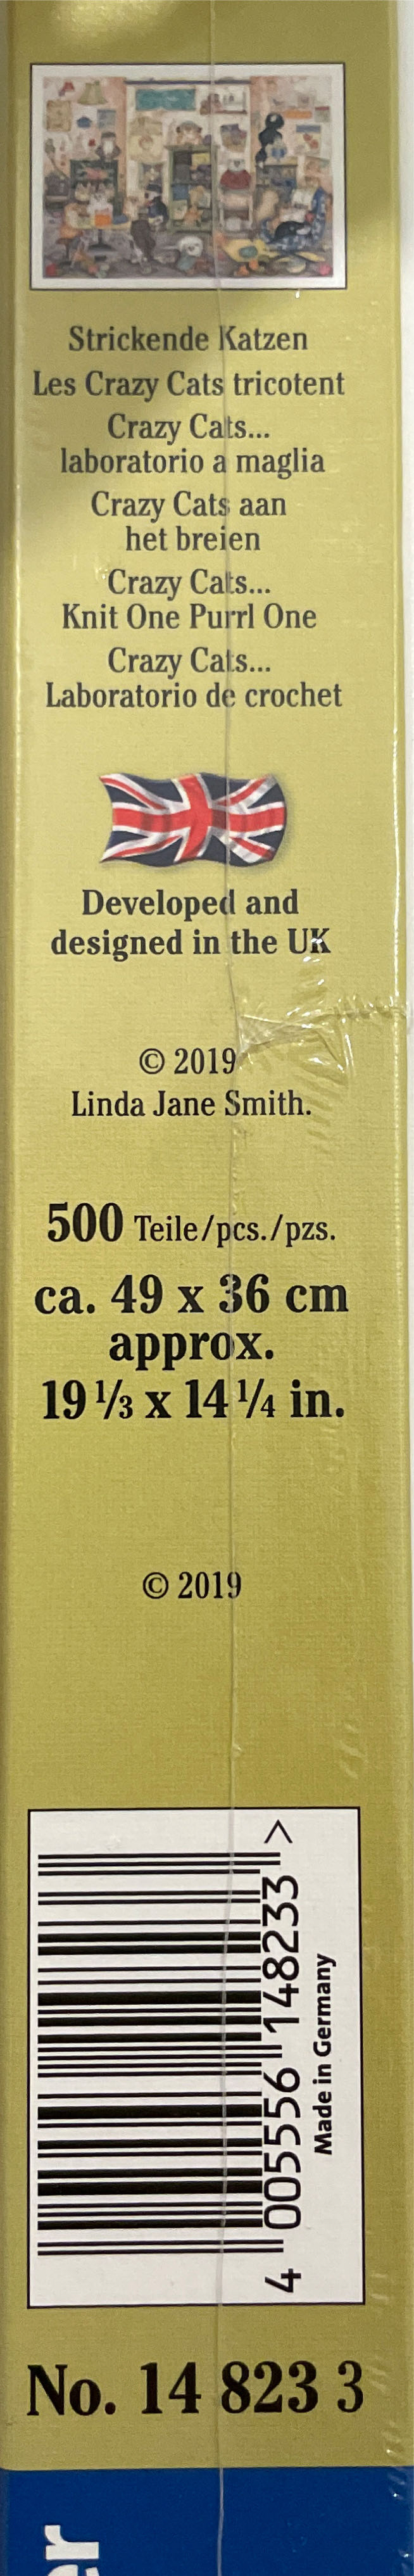 Strickende Katzen
Les Crazy Cats tricotent
Crazy Cats...
laboratorio a maglia
Crazy Cats aan
het breien
Crazy Cats...
Knit One Purrl One
Crazy Cats...
Laboratorio de crochet
Developed and
designed in the UK
© 2019
Linda Jane Smith.
500 Teile/pcs./pzs.
ca. 49 x 36 cm
approx.
19 1/3 x 14 1/4 in.
© 2019
4 005556 148233 >
Made in Germany
No. 14 823 3
er